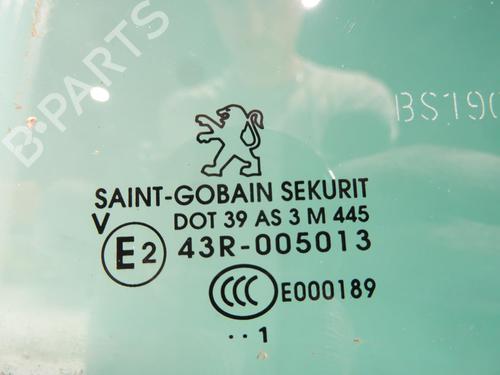 B-PARTS
BS190
SAINT-GOBAIN SEKURIT
V
DOT 39 AS 3 M 445
E2
43R-005013
CCC
E000189
..1